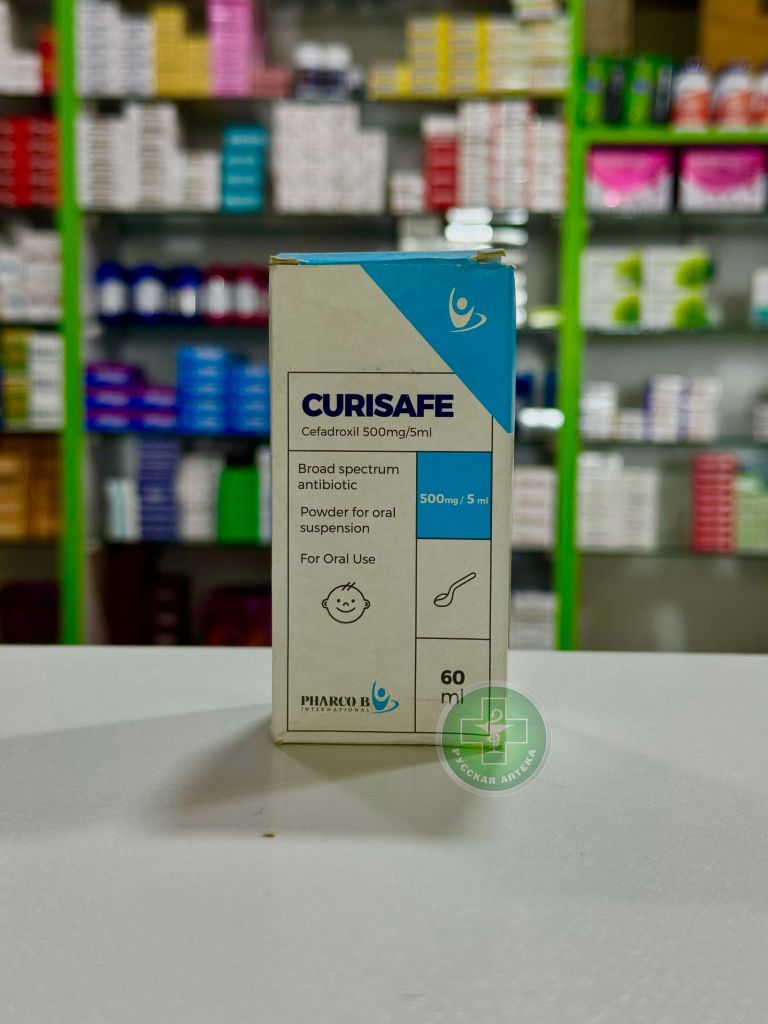 CURISAFE
Cefadroxil 500mg/5ml
Broad spectrum
antibiotic
500mg / 5 ml
Powder for oral
suspension
For Oral Use
60
ml
PHARCO B
INTERNATIONAL
РУССКАЯ АПТЕКА